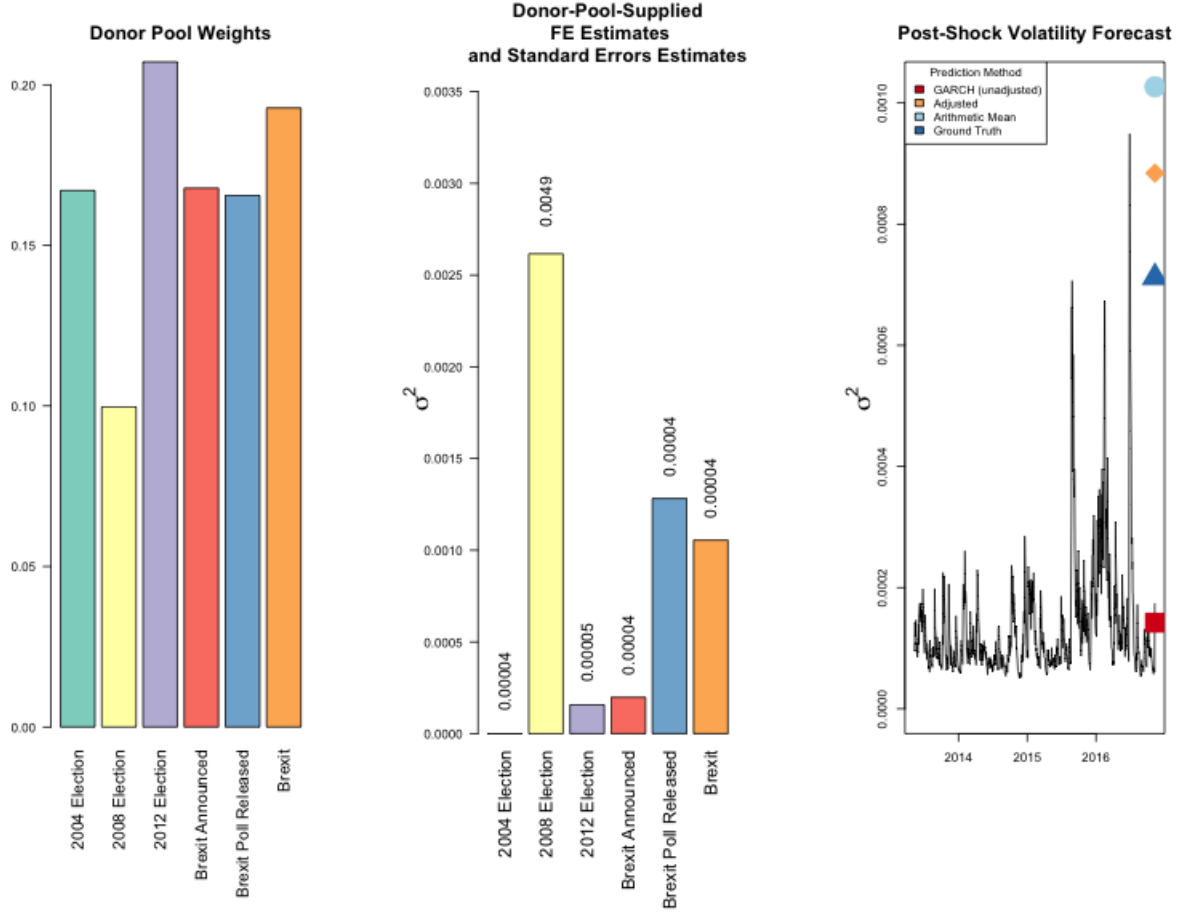 Donor Pool Weights
0.20
0.15
0.10
0.05
0.00
2004 Election
2008 Election
2012 Election
Brexit Announced
Brexit Poll Released
Brexit
Donor-Pool-Supplied
FE Estimates
and Standard Errors Estimates
σ²
0.0035
0.0030
0.0025
0.0020
0.0015
0.0010
0.0005
0.0000
0.00004
0.0049
0.00005
0.00004
0.00004
0.00004
2004 Election
2008 Election
2012 Election
Brexit Announced
Brexit Poll Released
Brexit
Post-Shock Volatility Forecast
Prediction Method
GARCH (unadjusted)
Adjusted
Arithmetic Mean
Ground Truth
σ²
0.0010
0.0008
0.0006
0.0004
0.0002
0.0000
2014
2015
2016